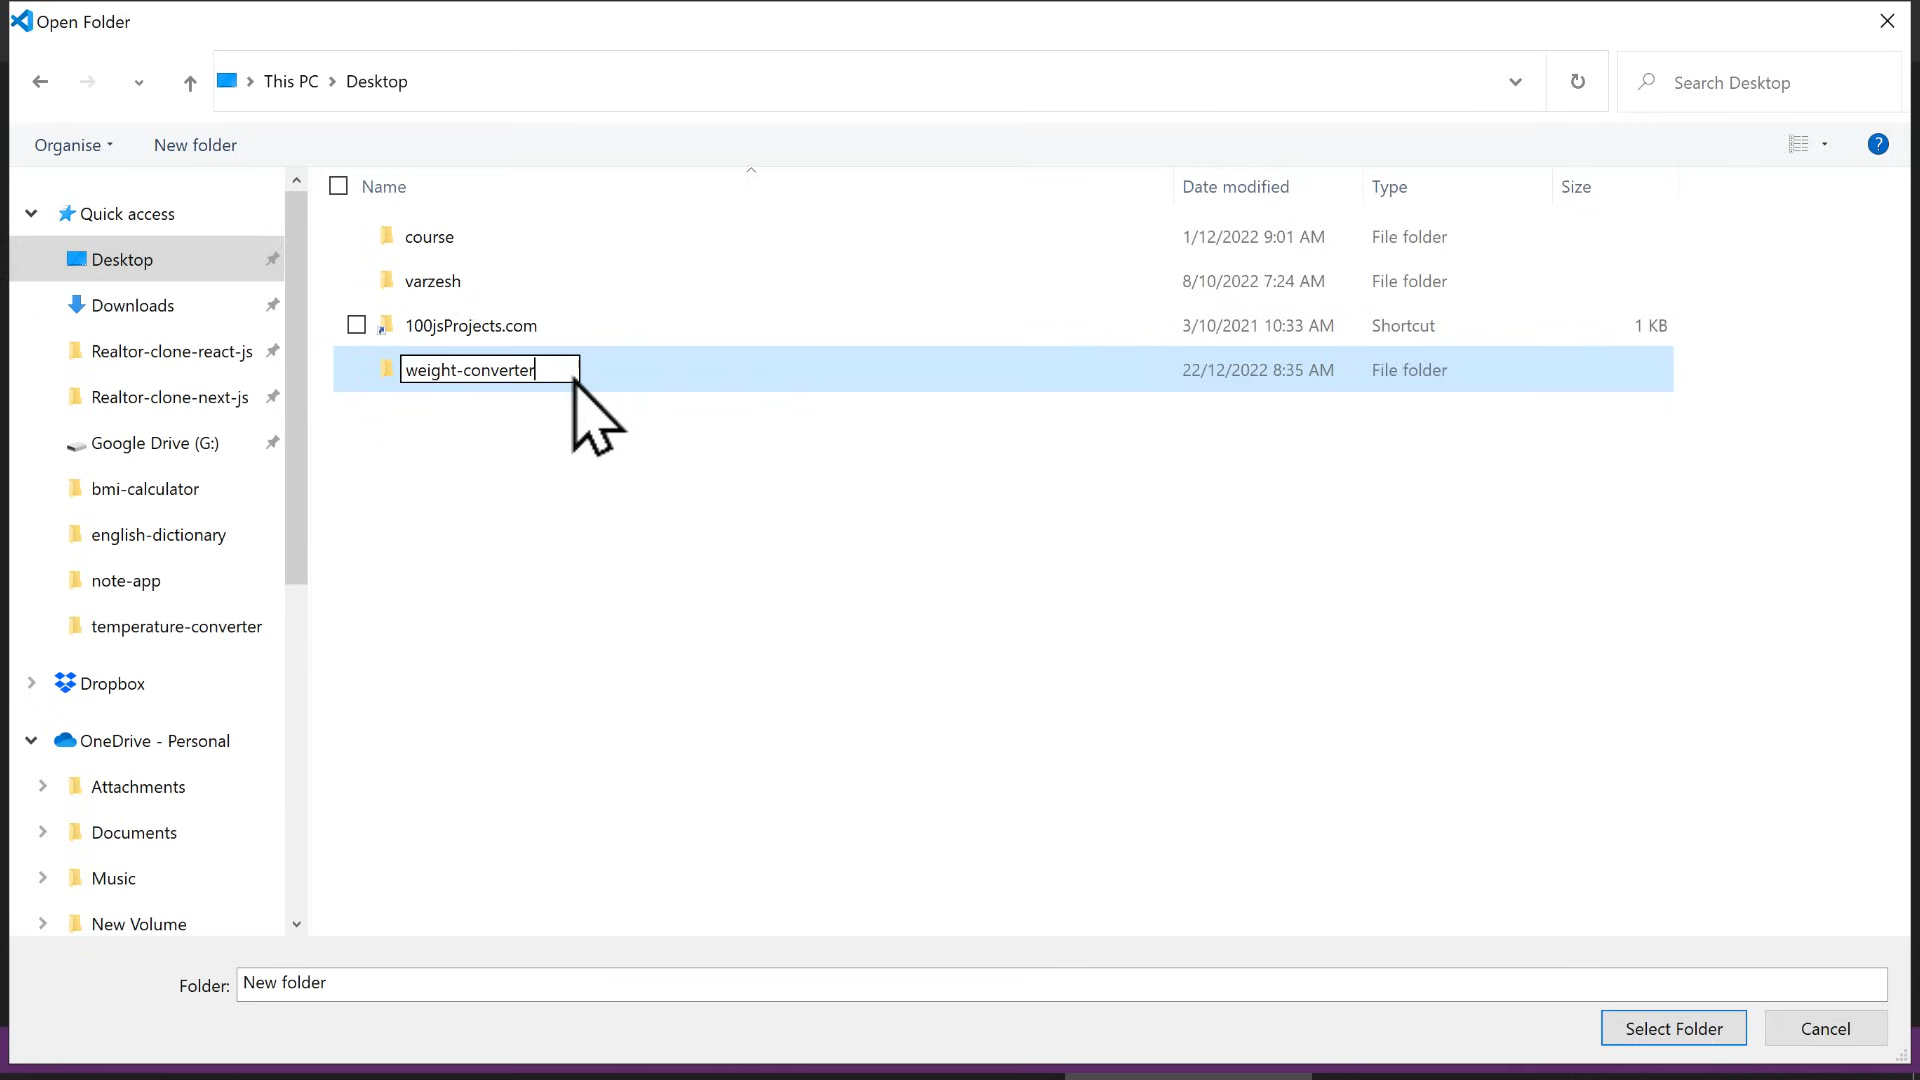 Open Folder
This PC > Desktop
Search Desktop
Organise
New folder
?
Name
Date modified
Type
Size
Quick access
Desktop
Downloads
Realtor-clone-react-js
Realtor-clone-next-js
Google Drive (G:)
bmi-calculator
english-dictionary
note-app
temperature-converter
Dropbox
OneDrive - Personal
Attachments
Documents
Music
New Volume
course 1/12/2022 9:01 AM File folder
varzesh 8/10/2022 7:24 AM File folder
100jsProjects.com 3/10/2021 10:33 AM Shortcut 1 KB
weight-converter 22/12/2022 8:35 AM File folder
Folder: New folder
Select Folder
Cancel